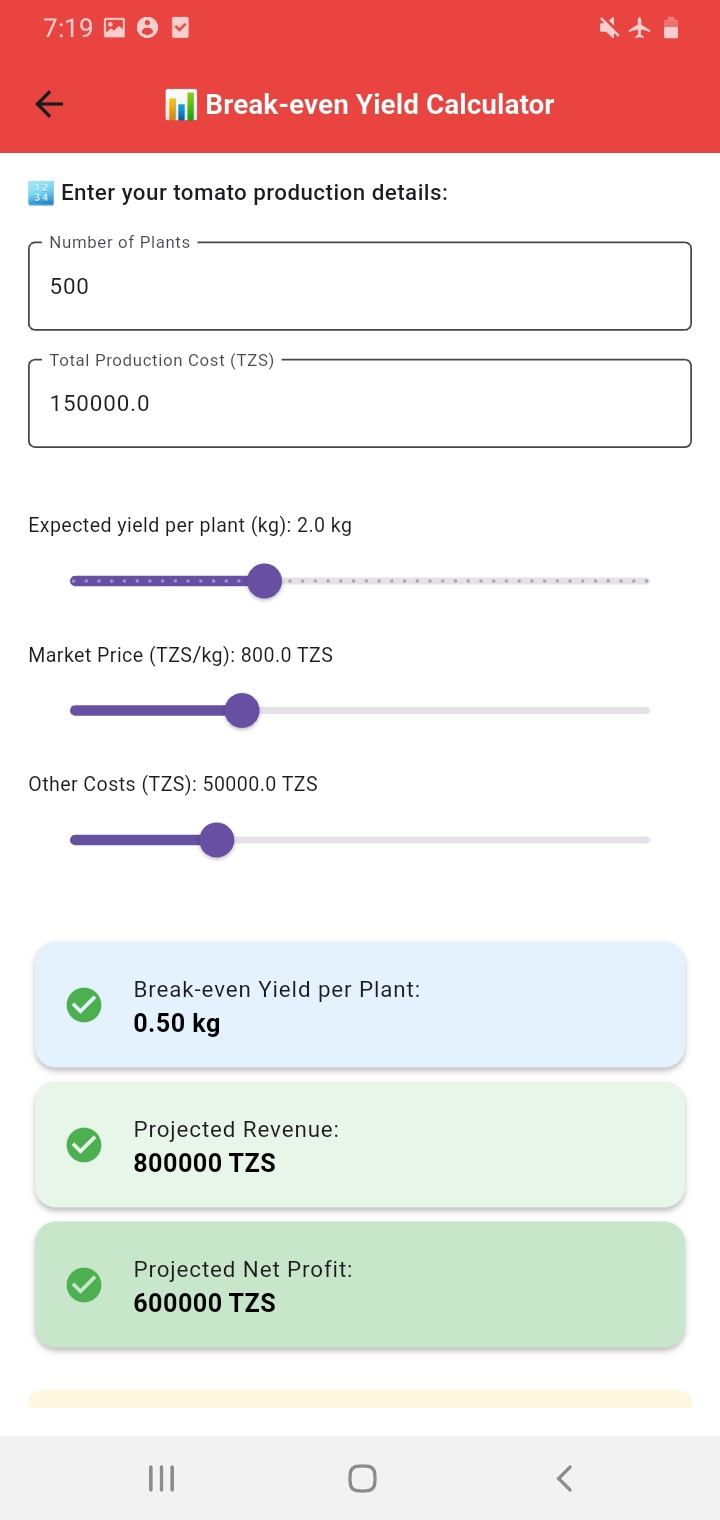 7:19
Break-even Yield Calculator
Enter your tomato production details:
Number of Plants
500
Total Production Cost (TZS)
150000.0
Expected yield per plant (kg): 2.0 kg
Market Price (TZS/kg): 800.0 TZS
Other Costs (TZS): 50000.0 TZS
Break-even Yield per Plant:
0.50 kg
Projected Revenue:
800000 TZS
Projected Net Profit:
600000 TZS